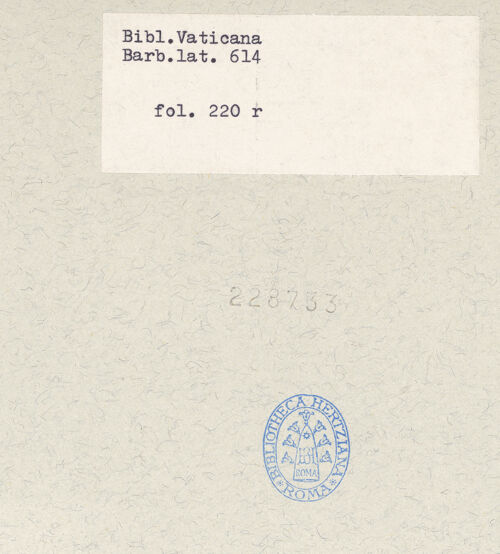 Bibl.Vaticana
Barb.lat. 614
fol. 220 r
228733
BIBLIOTHECA HERTZIANA
ROMA
ROMA